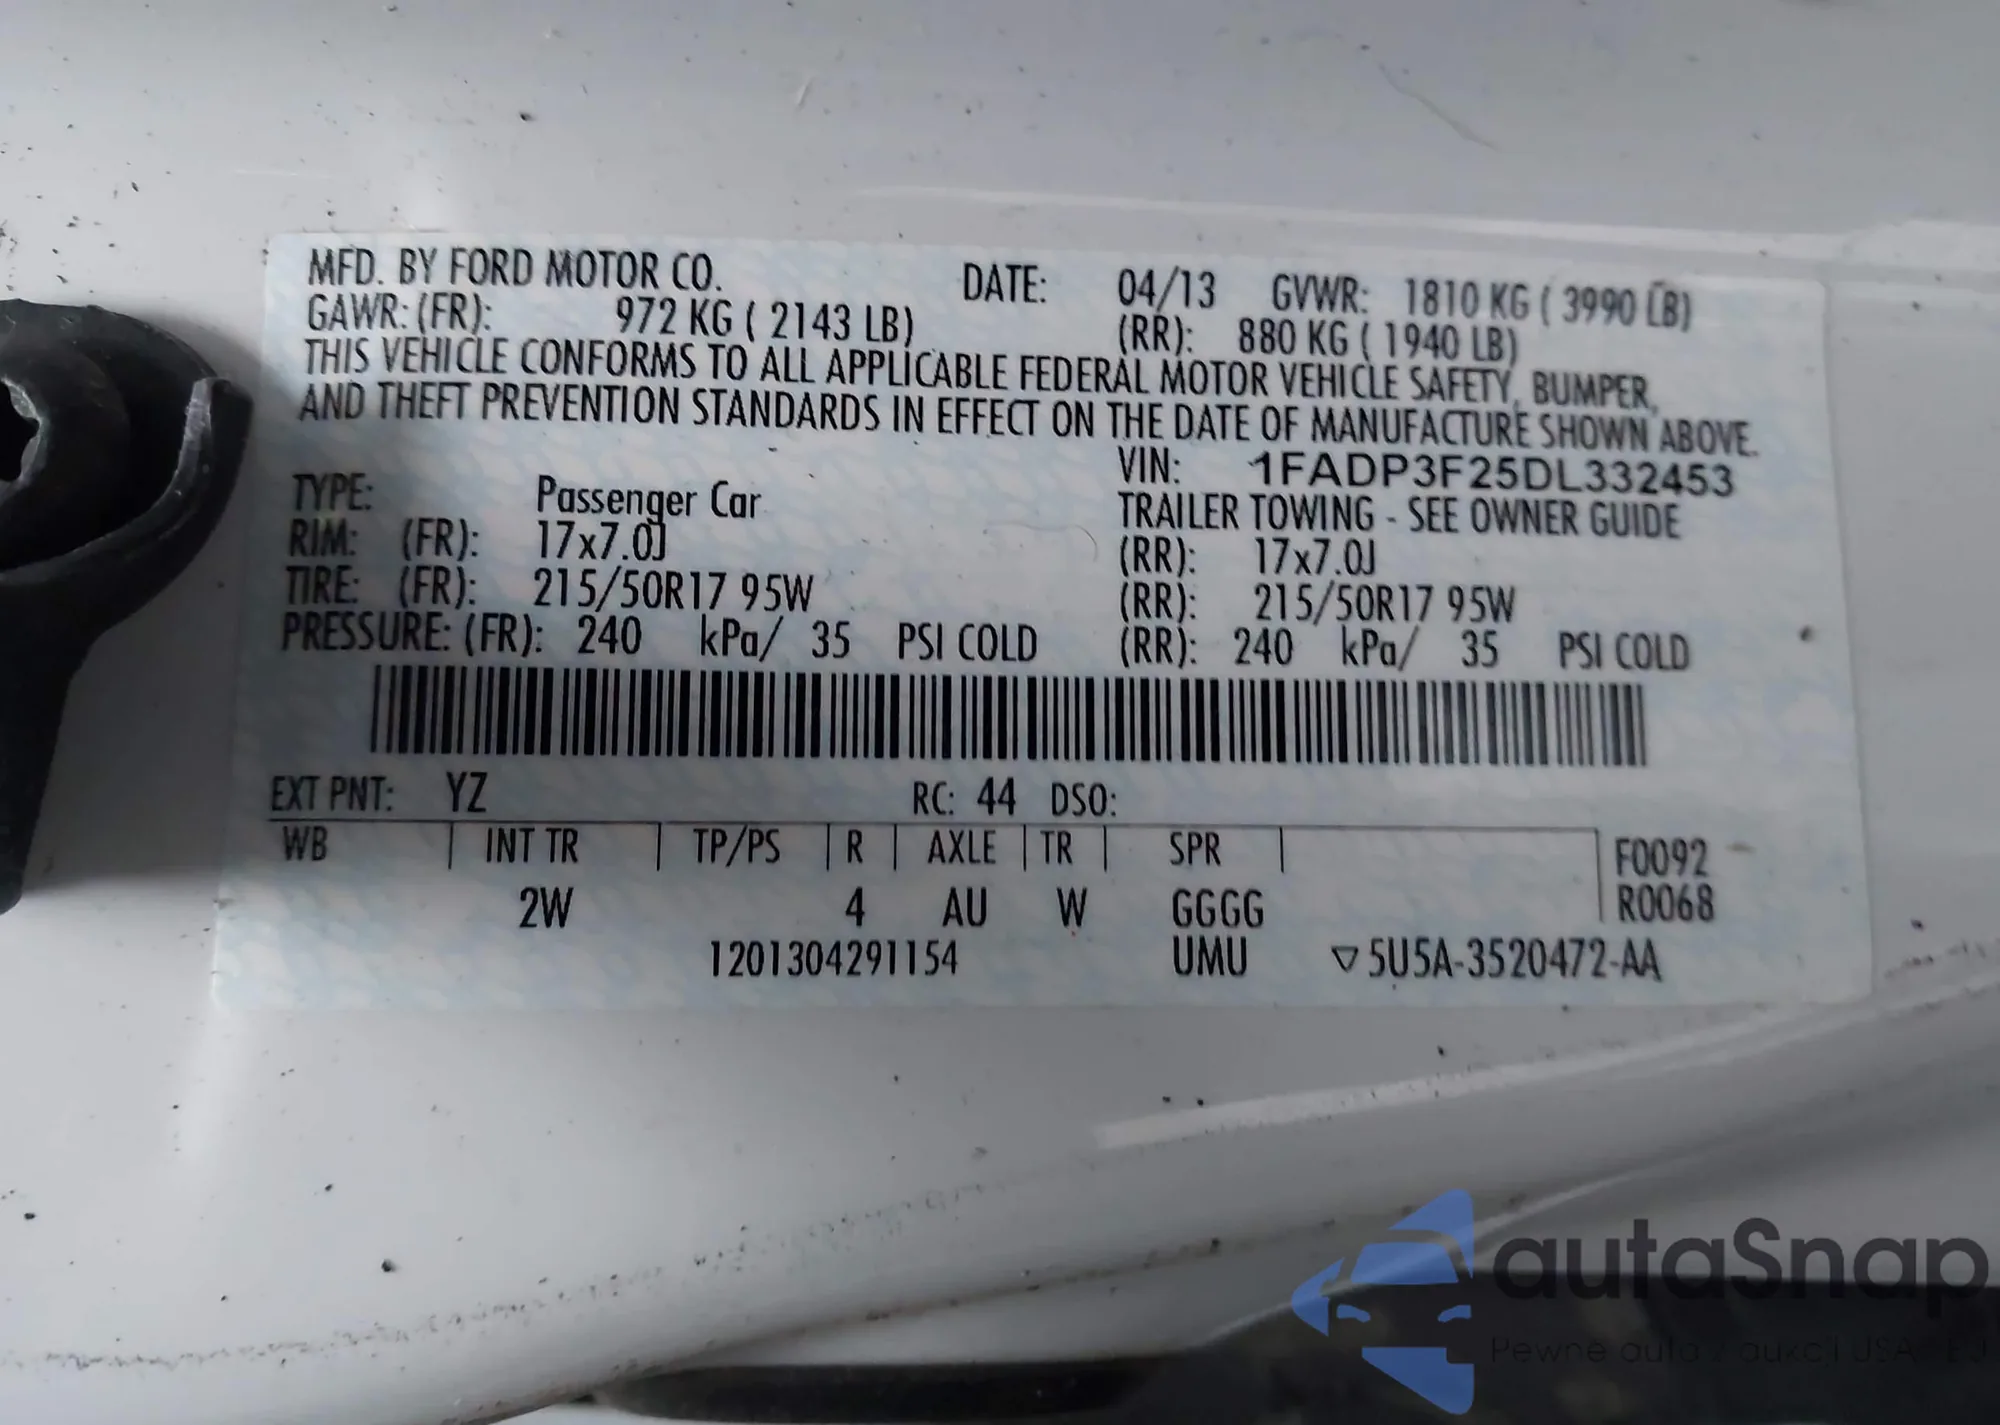 MFD. BY FORD MOTOR CO. DATE: 04/13 GVWR: 1810 KG ( 3990 LB)
GAWR: (FR): 972 KG ( 2143 LB) (RR): 880 KG ( 1940 LB)
THIS VEHICLE CONFORMS TO ALL APPLICABLE FEDERAL MOTOR VEHICLE SAFETY, BUMPER,
AND THEFT PREVENTION STANDARDS IN EFFECT ON THE DATE OF MANUFACTURE SHOWN ABOVE.
VIN: 1FADP3F25DL332453
TYPE: Passenger Car TRAILER TOWING - SEE OWNER GUIDE
RIM: (FR): 17x7.0J (RR): 17x7.0J
TIRE: (FR): 215/50R17 95W (RR): 215/50R17 95W
PRESSURE: (FR): 240 kPa/ 35 PSI COLD (RR): 240 kPa/ 35 PSI COLD
EXT PNT: YZ RC: 44 DSO:
WB INT TR TP/PS R AXLE TR SPR F0092
2W 4 AU W GGGG R0068
1201304291154 UMU ▽5U5A-3520472-AA
autaSnap
Pewne auta z aukcji USA i EU